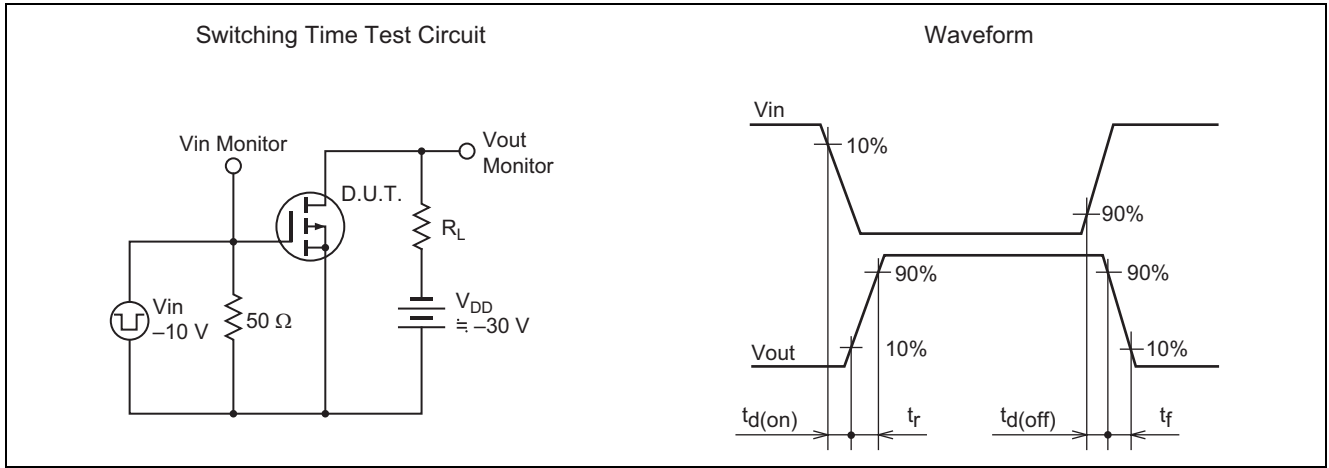 Switching Time Test Circuit
Vin Monitor
Vout
Monitor
D.U.T.
RL
Vin
–10 V
50 Ω
VDD
≒ –30 V
Waveform
Vin
10%
90%
90%
90%
Vout
10%
10%
td(on)
tr
td(off)
tf